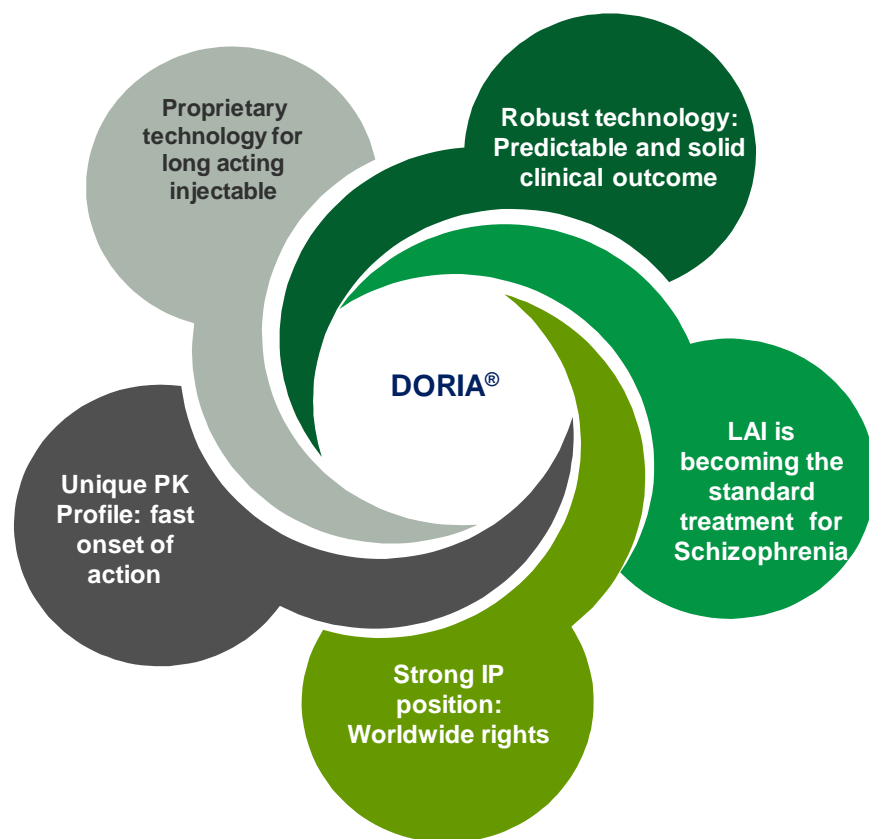 Proprietary
technology for
long acting
injectable
Robust technology:
Predictable and solid
clinical outcome
DORIA®
LAI is
becoming the
standard
treatment for
Schizophrenia
Unique PK
Profile: fast
onset of
action
Strong IP
position:
Worldwide rights